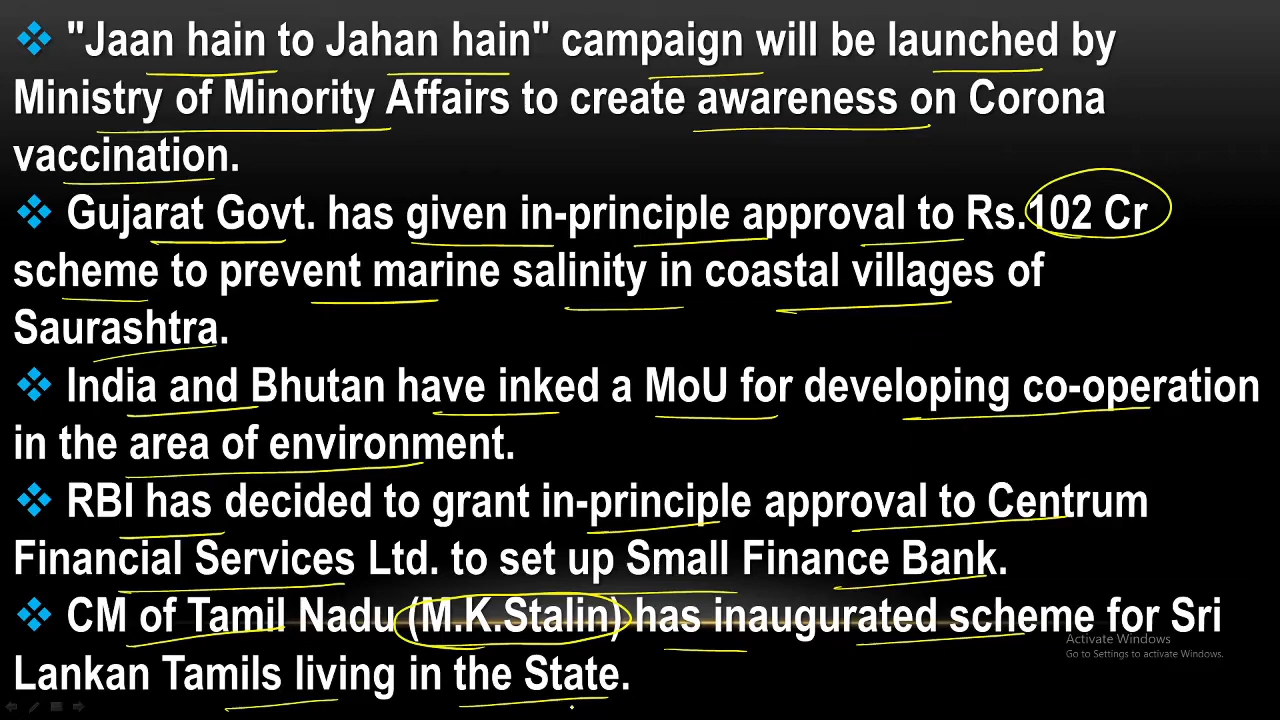 ❖ "Jaan hain to Jahan hain" campaign will be launched by
Ministry of Minority Affairs to create awareness on Corona
vaccination.
❖ Gujarat Govt. has given in-principle approval to Rs.102 Cr
scheme to prevent marine salinity in coastal villages of
Saurashtra.
❖ India and Bhutan have inked a MoU for developing co-operation
in the area of environment.
❖ RBI has decided to grant in-principle approval to Centrum
Financial Services Ltd. to set up Small Finance Bank.
❖ CM of Tamil Nadu (M.K.Stalin) has inaugurated scheme for Sri
Lankan Tamils living in the State.
Activate Windows
Go to Settings to activate Windows.